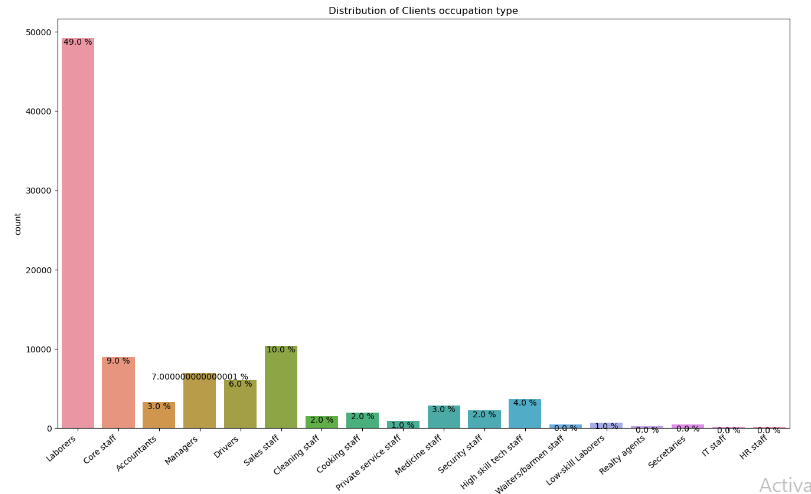 Distribution of Clients occupation type
50000
40000
30000
20000
10000
0
count
49.0 %
9.0 %
3.0 %
7.000000000000001 %
6.0 %
10.0 %
2.0 %
2.0 %
1.0 %
3.0 %
2.0 %
4.0 %
0.0 %
1.0 %
0.0 %
0.0 %
0.0 %
0.0 %
Laborers
Core staff
Accountants
Managers
Drivers
Sales staff
Cleaning staff
Cooking staff
Private service staff
Medicine staff
Security staff
High skill tech staff
Waiters/barmen staff
Low-skill Laborers
Realty agents
Secretaries
IT staff
HR staff
Activa